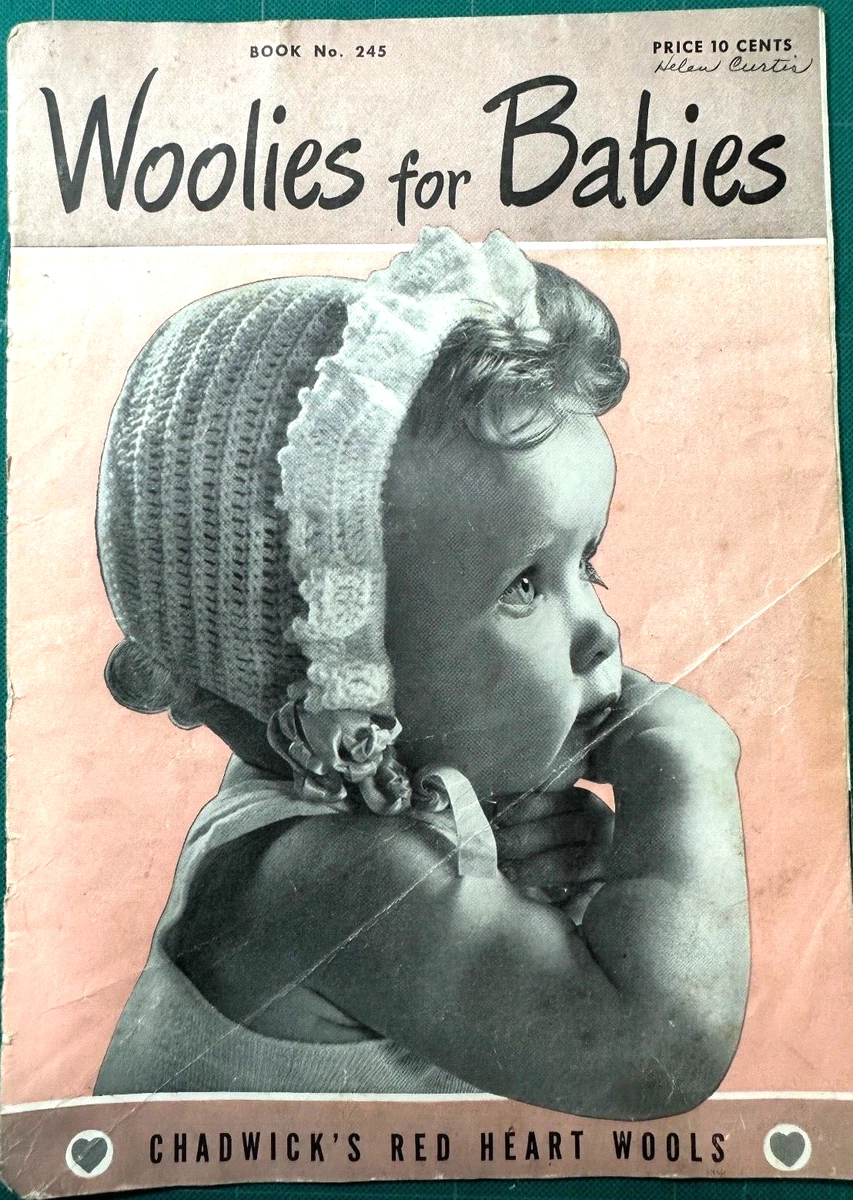 BOOK No. 245
PRICE 10 CENTS
Helen Curtis
Woolies for Babies
CHADWICK'S RED HEART WOOLS